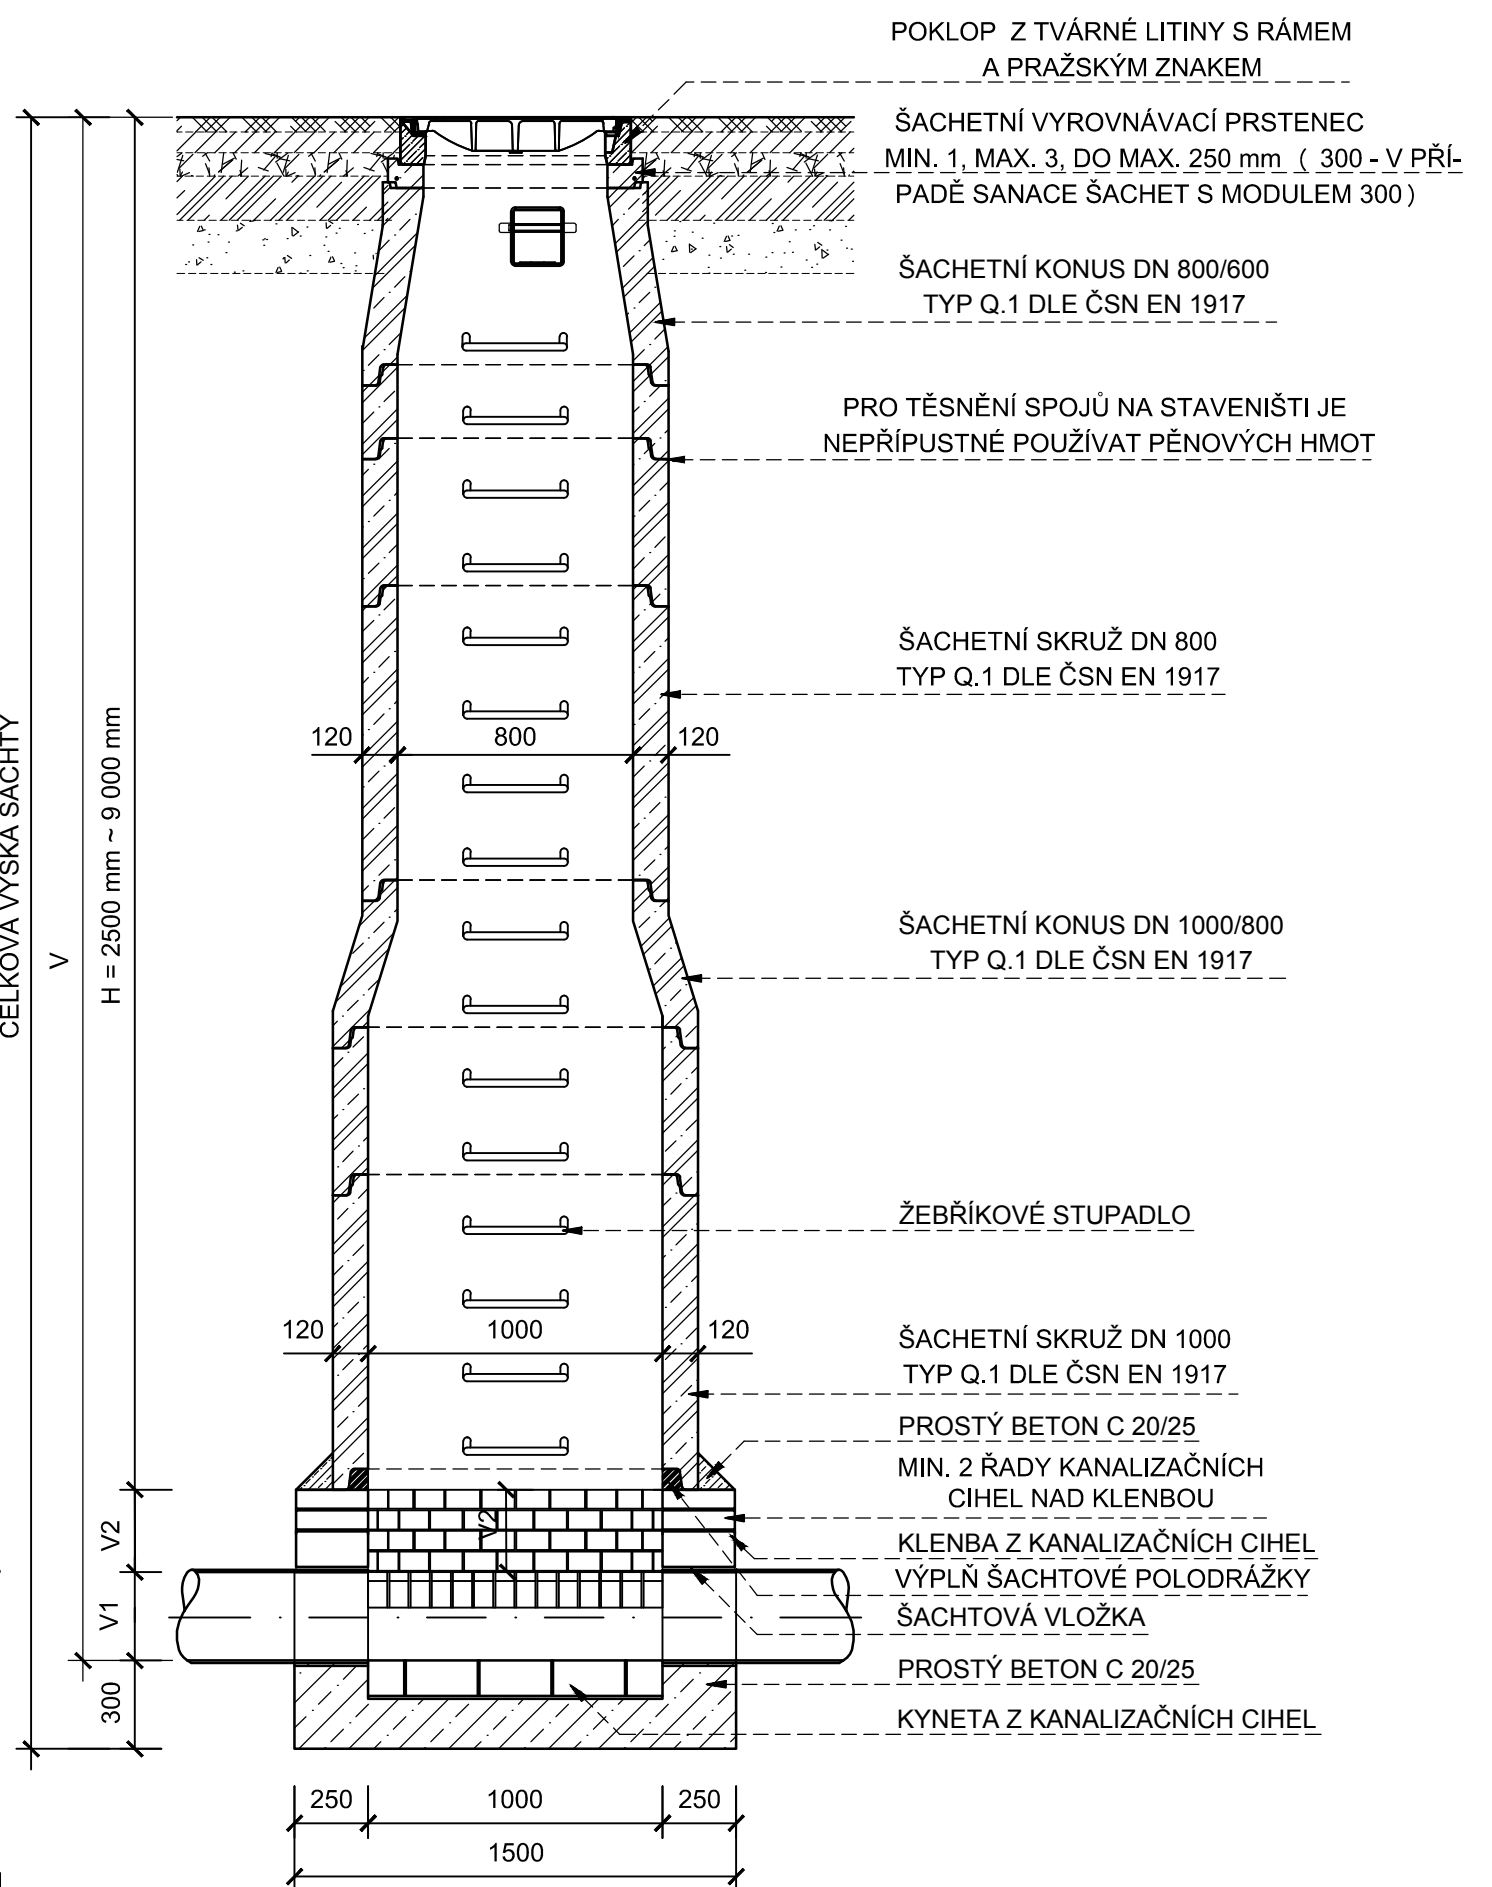 POKLOP Z TVÁRNÉ LITINY S RÁMEM
A PRAŽSKÝM ZNAKEM
ŠACHETNÍ VYROVNÁVACÍ PRSTENEC
MIN. 1, MAX. 3, DO MAX. 250 mm ( 300 - V PŘÍ-
PADĚ SANACE ŠACHET S MODULEM 300 )
ŠACHETNÍ KONUS DN 800/600
TYP Q.1 DLE ČSN EN 1917
PRO TĚSNĚNÍ SPOJŮ NA STAVENIŠTI JE
NEPŘÍPUSTNÉ POUŽÍVAT PĚNOVÝCH HMOT
ŠACHETNÍ SKRUŽ DN 800
TYP Q.1 DLE ČSN EN 1917
120
800
120
CELKOVÁ VÝŠKA ŠACHTY
V
H = 2500 mm ~ 9 000 mm
ŠACHETNÍ KONUS DN 1000/800
TYP Q.1 DLE ČSN EN 1917
ŽEBŘÍKOVÉ STUPADLO
120
1000
120
ŠACHETNÍ SKRUŽ DN 1000
TYP Q.1 DLE ČSN EN 1917
PROSTÝ BETON C 20/25
MIN. 2 ŘADY KANALIZAČNÍCH
CIHEL NAD KLENBOU
V2
V2
KLENBA Z KANALIZAČNÍCH CIHEL
VÝPLŇ ŠACHTOVÉ POLODRÁŽKY
V1
ŠACHTOVÁ VLOŽKA
PROSTÝ BETON C 20/25
300
KYNETA Z KANALIZAČNÍCH CIHEL
250
1000
250
1500